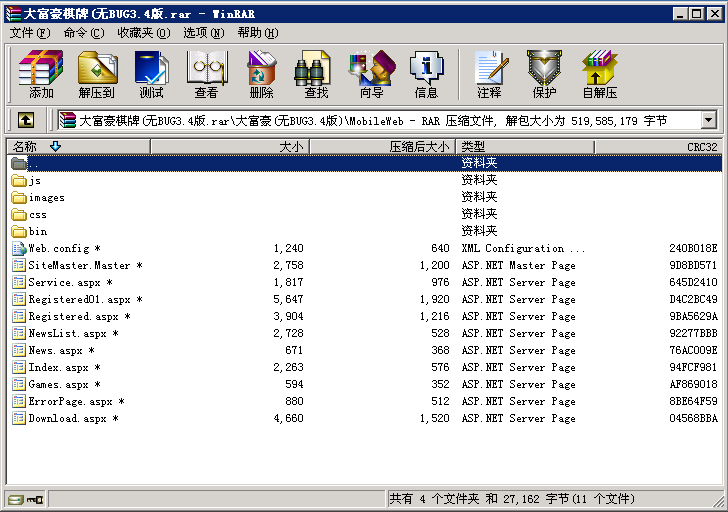 大富豪棋牌(无BUG3.4版.rar - WinRAR
文件(F) 命令(C) 收藏夹(O) 选项(N) 帮助(H)
添加 解压到 测试 查看 删除 查找 向导 信息 注释 保护 自解压
大富豪棋牌(无BUG3.4版.rar\大富豪(无BUG3.4版)\MobileWeb - RAR 压缩文件, 解包大小为 519,585,179 字节
名称 大小 压缩后大小 类型 CRC32
.. 资料夹
js 资料夹
images 资料夹
css 资料夹
bin 资料夹
Web.config * 1,240 640 XML Configuration ... 240B018E
SiteMaster.Master * 2,758 1,200 ASP.NET Master Page 9D8BD571
Service.aspx * 1,817 976 ASP.NET Server Page 645D2410
Registered01.aspx * 5,647 1,920 ASP.NET Server Page D4C2BC49
Registered.aspx * 3,904 1,216 ASP.NET Server Page 9BA5629A
NewsList.aspx * 2,728 528 ASP.NET Server Page 92277BBB
News.aspx * 671 368 ASP.NET Server Page 76AC009E
Index.aspx * 2,263 576 ASP.NET Server Page 94FCF981
Games.aspx * 594 352 ASP.NET Server Page AF869018
ErrorPage.aspx * 880 512 ASP.NET Server Page 8BE64F59
Download.aspx * 4,660 1,520 ASP.NET Server Page 04568BBA
共有 4 个文件夹 和 27,162 字节(11 个文件)